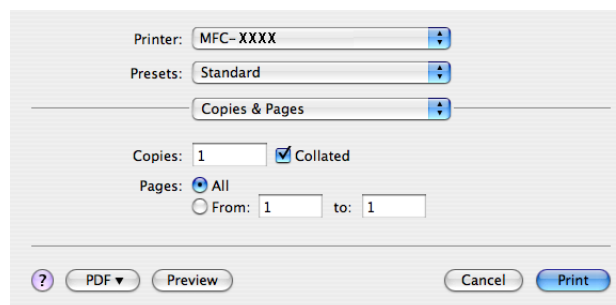 Printer: MFC-XXXX
Presets: Standard
Copies & Pages
Copies: 1 Collated
Pages: All
From: 1 to: 1
? PDF ▼ Preview Cancel Print